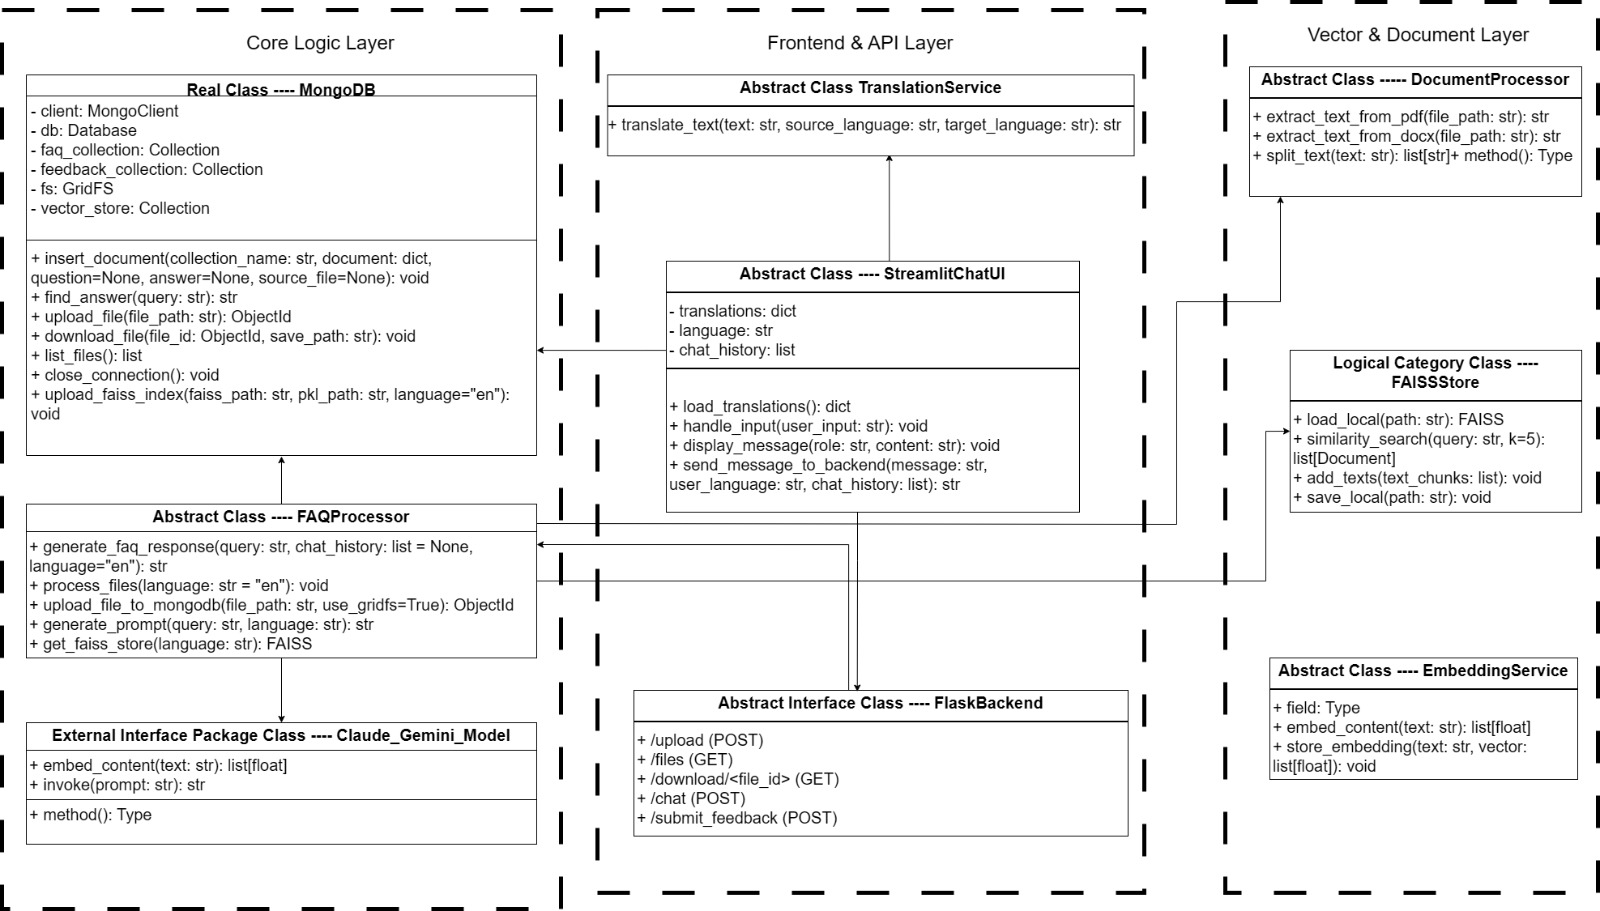 Core Logic Layer
Real Class ---- MongoDB
- client: MongoClient
- db: Database
- faq_collection: Collection
- feedback_collection: Collection
- fs: GridFS
- vector_store: Collection
+ insert_document(collection_name: str, document: dict,
question=None, answer=None, source_file=None): void
+ find_answer(query: str): str
+ upload_file(file_path: str): ObjectId
+ download_file(file_id: ObjectId, save_path: str): void
+ list_files(): list
+ close_connection(): void
+ upload_faiss_index(faiss_path: str, pkl_path: str, language="en"):
void
Abstract Class ---- FAQProcessor
+ generate_faq_response(query: str, chat_history: list = None,
language="en"): str
+ process_files(language: str = "en"): void
+ upload_file_to_mongodb(file_path: str, use_gridfs=True): ObjectId
+ generate_prompt(query: str, language: str): str
+ get_faiss_store(language: str): FAISS
External Interface Package Class ---- Claude_Gemini_Model
+ embed_content(text: str): list[float]
+ invoke(prompt: str): str
+ method(): Type
Frontend & API Layer
Abstract Class TranslationService
+ translate_text(text: str, source_language: str, target_language: str): str
Abstract Class ---- StreamlitChatUI
- translations: dict
- language: str
- chat_history: list
+ load_translations(): dict
+ handle_input(user_input: str): void
+ display_message(role: str, content: str): void
+ send_message_to_backend(message: str,
user_language: str, chat_history: list): str
Abstract Interface Class ---- FlaskBackend
+ /upload (POST)
+ /files (GET)
+ /download/<file_id> (GET)
+ /chat (POST)
+ /submit_feedback (POST)
Vector & Document Layer
Abstract Class ----- DocumentProcessor
+ extract_text_from_pdf(file_path: str): str
+ extract_text_from_docx(file_path: str): str
+ split_text(text: str): list[str]+ method(): Type
Logical Category Class ----
FAISSStore
+ load_local(path: str): FAISS
+ similarity_search(query: str, k=5):
list[Document]
+ add_texts(text_chunks: list): void
+ save_local(path: str): void
Abstract Class ---- EmbeddingService
+ field: Type
+ embed_content(text: str): list[float]
+ store_embedding(text: str, vector:
list[float]): void